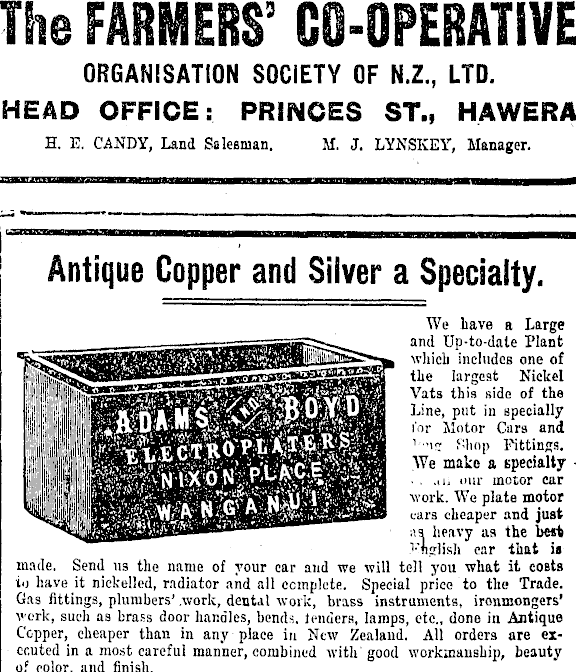 The FARMERS' CO-OPERATIVE
ORGANISATION SOCIETY OF N.Z., LTD.
HEAD OFFICE: PRINCES ST., HAWERA
H. E. CANDY, Land Salesman. M. J. LYNSKEY, Manager.
Antique Copper and Silver a Specialty.
ADAMS AND BOYD
ELECTROPLATERS
NIXON PLACE
WANGANUI
We have a Large
and Up-to-date Plant
which includes one of
the largest Nickel
Vats this side of the
Line, put in specially
for Motor Cars and
Shop Fittings.
We make a specialty
our motor car
work. We plate motor
cars cheaper and just
as heavy as the best
English car that is
made. Send us the name of your car and we will tell you what it costs
to have it nickelled, radiator and all complete. Special price to the Trade.
Gas fittings, plumbers' work, dental work, brass instruments, ironmongers'
work, such as brass door handles, bends, fenders, lamps, etc., done in Antique
Copper, cheaper than in any place in New Zealand. All orders are ex-
ecuted in a most careful manner, combined with good workmanship, beauty
of color, and finish.